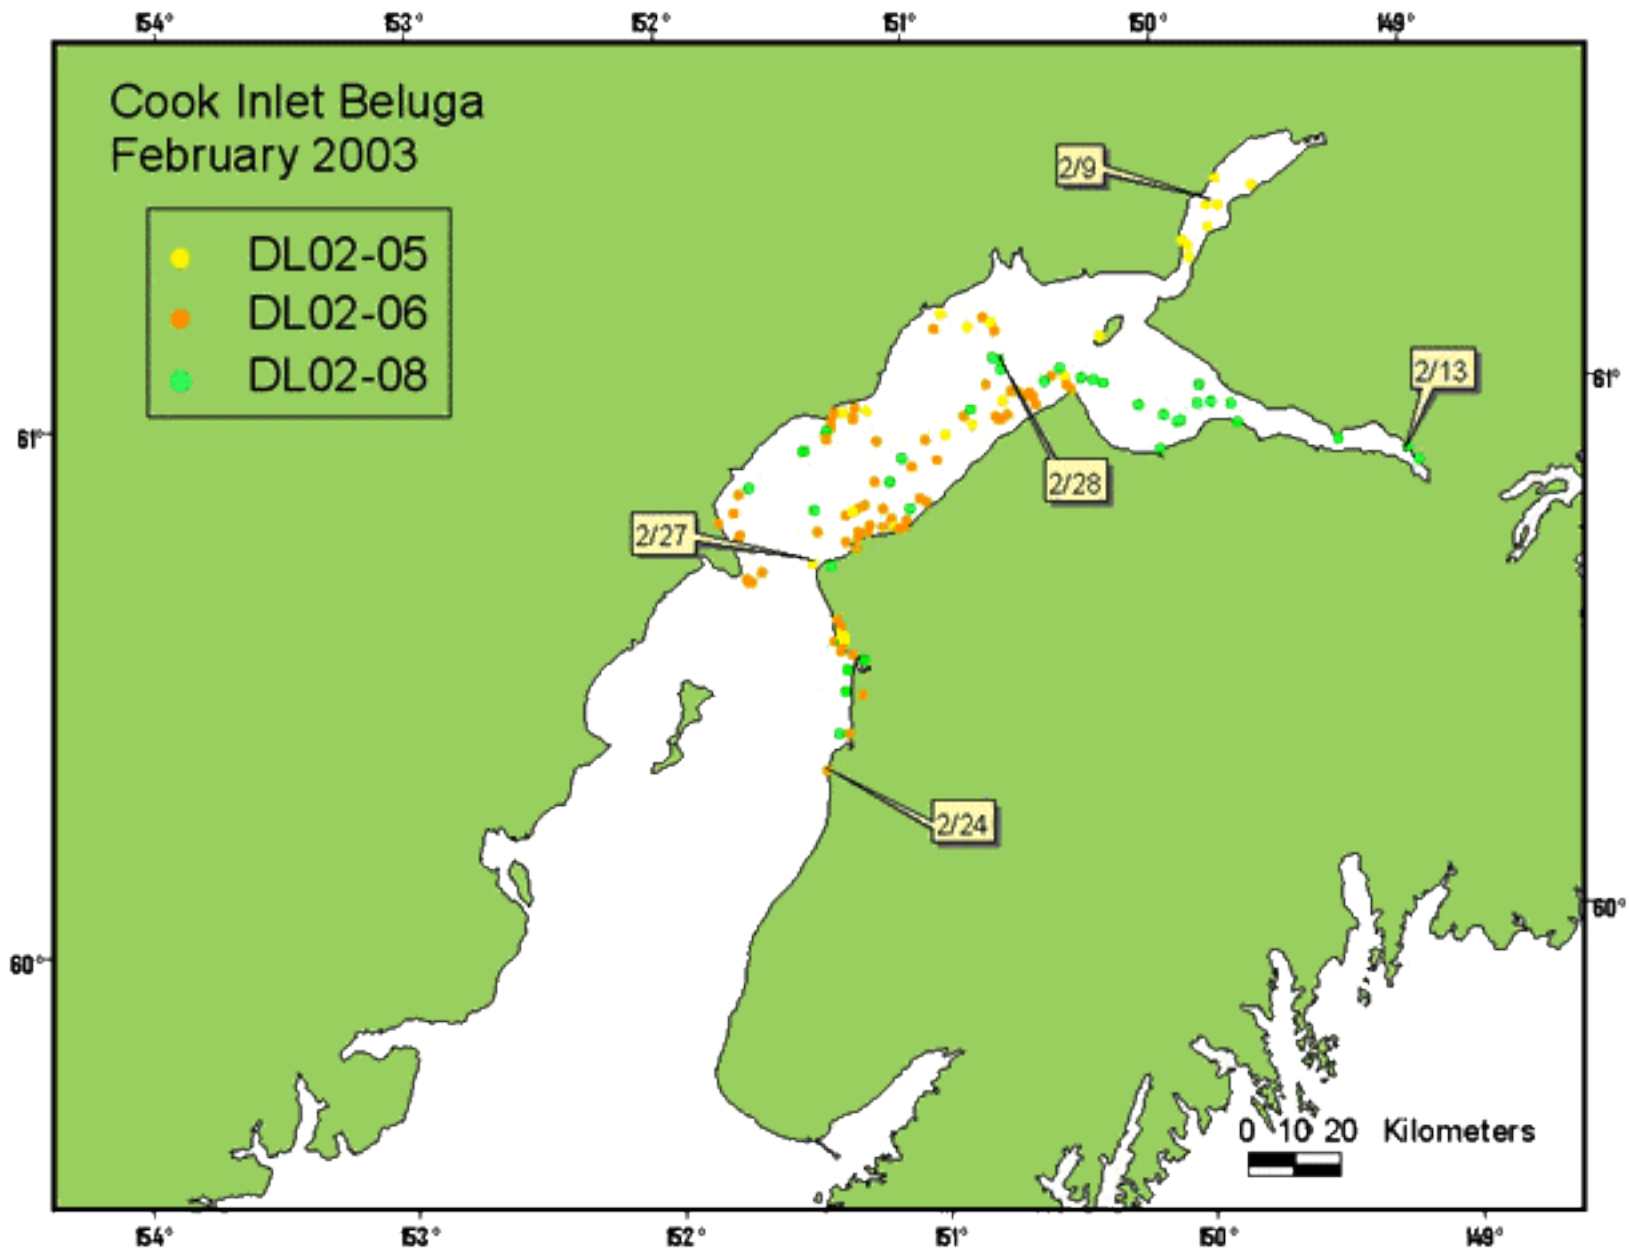 154° 153° 152° 151° 150° 149°
Cook Inlet Beluga
February 2003
2/9
DL02-05
DL02-06
DL02-08
2/13
61°
61°
2/28
2/27
2/24
60°
60°
0 10 20 Kilometers
154° 153° 152° 151° 150° 149°